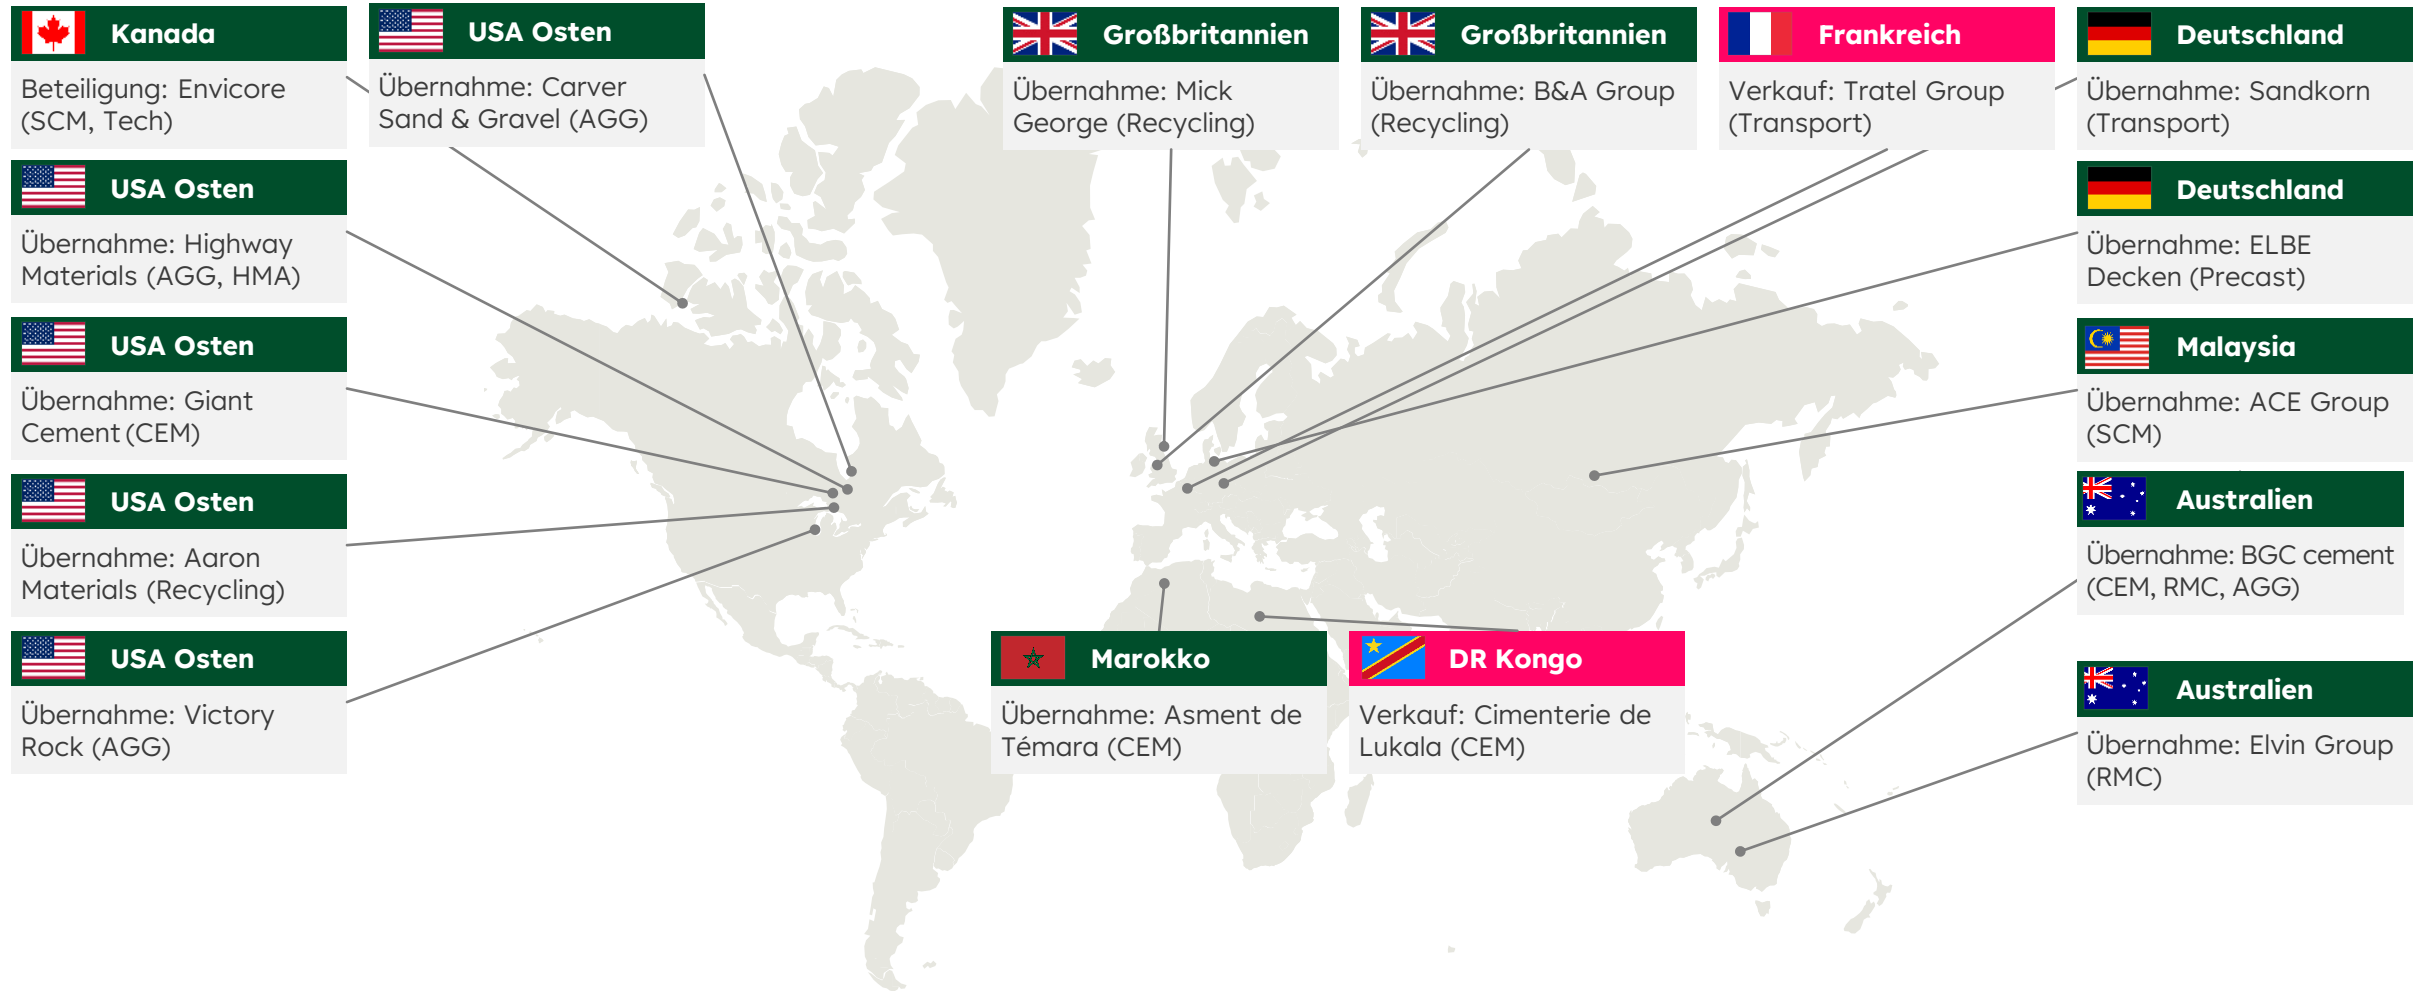 Kanada
Beteiligung: Envicore
(SCM, Tech)
USA Osten
Übernahme: Carver
Sand & Gravel (AGG)
Großbritannien
Übernahme: Mick
George (Recycling)
Großbritannien
Übernahme: B&A Group
(Recycling)
Frankreich
Verkauf: Tratel Group
(Transport)
Deutschland
Übernahme: Sandkorn
(Transport)
USA Osten
Übernahme: Highway
Materials (AGG, HMA)
Deutschland
Übernahme: ELBE
Decken (Precast)
USA Osten
Übernahme: Giant
Cement (CEM)
Malaysia
Übernahme: ACE Group
(SCM)
USA Osten
Übernahme: Aaron
Materials (Recycling)
Australien
Übernahme: BGC cement
(CEM, RMC, AGG)
USA Osten
Übernahme: Victory
Rock (AGG)
Marokko
Übernahme: Asment de
Témara (CEM)
DR Kongo
Verkauf: Cimenterie de
Lukala (CEM)
Australien
Übernahme: Elvin Group
(RMC)